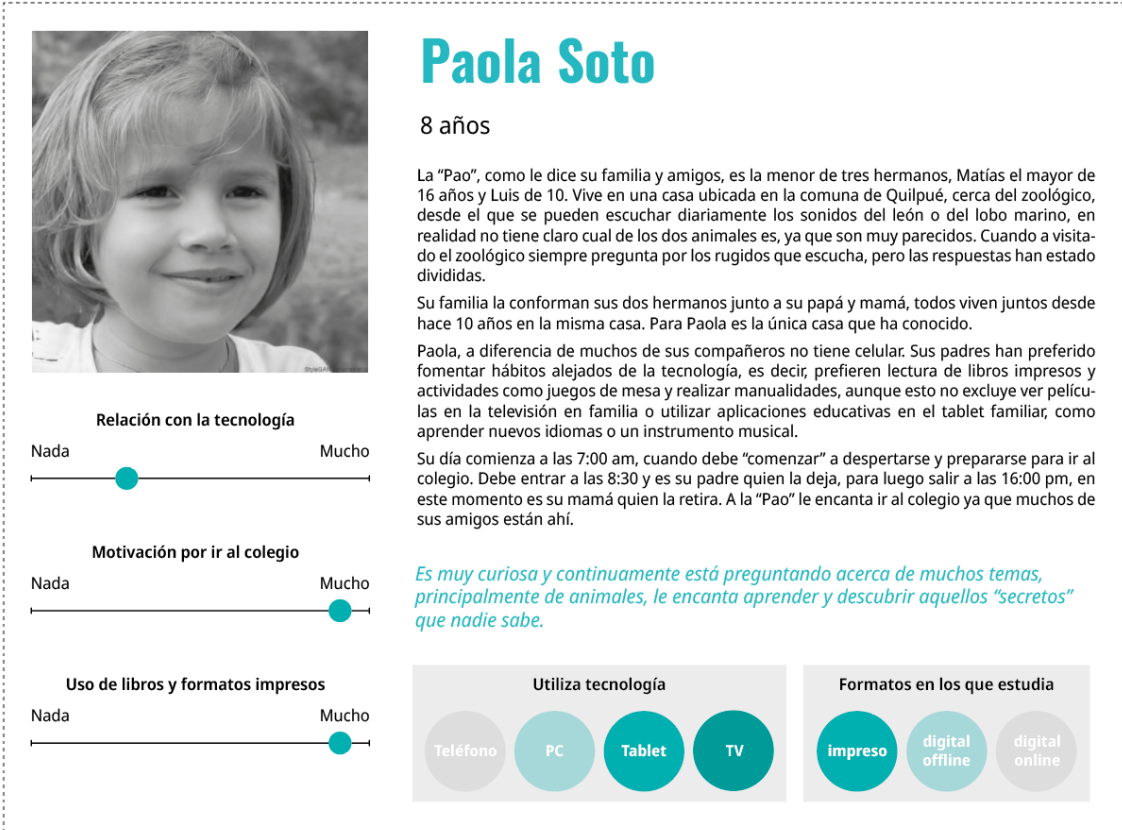 Paola Soto
8 años
La “Pao”, como le dice su familia y amigos, es la menor de tres hermanos, Matías el mayor de
16 años y Luis de 10. Vive en una casa ubicada en la comuna de Quilpué, cerca del zoológico,
desde el que se pueden escuchar diariamente los sonidos del león o del lobo marino, en
realidad no tiene claro cual de los dos animales es, ya que son muy parecidos. Cuando a visita-
do el zoológico siempre pregunta por los rugidos que escucha, pero las respuestas han estado
divididas.
Su familia la conforman sus dos hermanos junto a su papá y mamá, todos viven juntos desde
hace 10 años en la misma casa. Para Paola es la única casa que ha conocido.
Paola, a diferencia de muchos de sus compañeros no tiene celular. Sus padres han preferido
fomentar hábitos alejados de la tecnología, es decir, prefieren lectura de libros impresos y
actividades como juegos de mesa y realizar manualidades, aunque esto no excluye ver pelícu-
las en la televisión en familia o utilizar aplicaciones educativas en el tablet familiar, como
aprender nuevos idiomas o un instrumento musical.
Su día comienza a las 7:00 am, cuando debe “comenzar” a despertarse y prepararse para ir al
colegio. Debe entrar a las 8:30 y es su padre quien la deja, para luego salir a las 16:00 pm, en
este momento es su mamá quien la retira. A la “Pao” le encanta ir al colegio ya que muchos de
sus amigos están ahí.
Es muy curiosa y continuamente está preguntando acerca de muchos temas,
principalmente de animales, le encanta aprender y descubrir aquellos “secretos”
que nadie sabe.
Relación con la tecnología
Nada Mucho
Motivación por ir al colegio
Nada Mucho
Uso de libros y formatos impresos
Nada Mucho
Utiliza tecnología
Teléfono PC Tablet TV
Formatos en los que estudia
impreso
digital
offline
digital
online